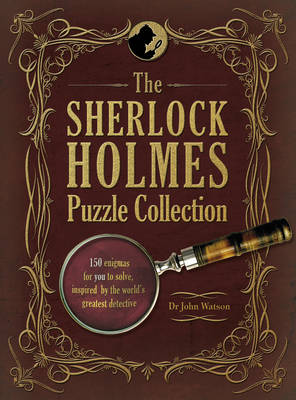 The
SHERLOCK
HOLMES
Puzzle Collection
150 enigmas
for you to solve,
inspired by the world's
greatest detective
Dr John Watson